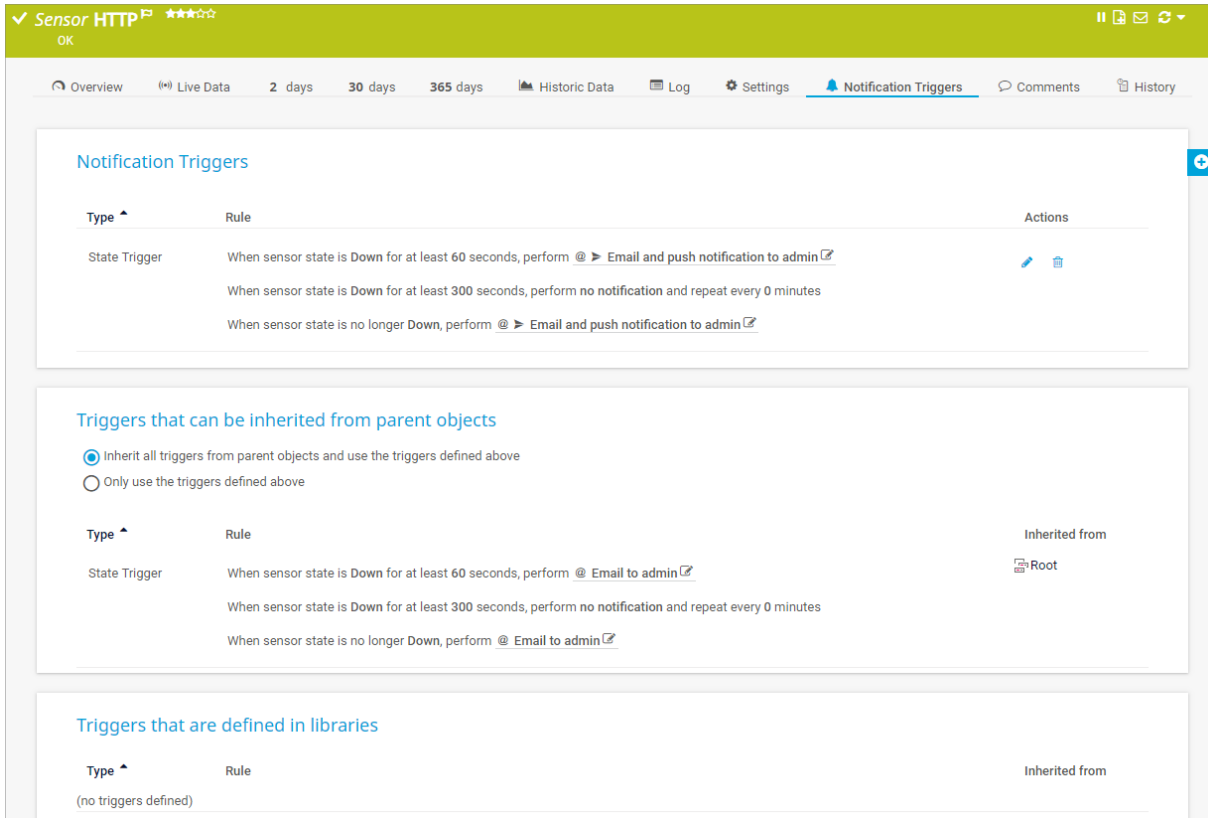 Sensor HTTP
OK
Overview Live Data 2 days 30 days 365 days Historic Data Log Settings Notification Triggers Comments History
Notification Triggers
Type Rule Actions
State Trigger When sensor state is Down for at least 60 seconds, perform @ Email and push notification to admin
When sensor state is Down for at least 300 seconds, perform no notification and repeat every 0 minutes
When sensor state is no longer Down, perform @ Email and push notification to admin
Triggers that can be inherited from parent objects
Inherit all triggers from parent objects and use the triggers defined above
Only use the triggers defined above
Type Rule Inherited from
State Trigger When sensor state is Down for at least 60 seconds, perform @ Email to admin Root
When sensor state is Down for at least 300 seconds, perform no notification and repeat every 0 minutes
When sensor state is no longer Down, perform @ Email to admin
Triggers that are defined in libraries
Type Rule Inherited from
(no triggers defined)